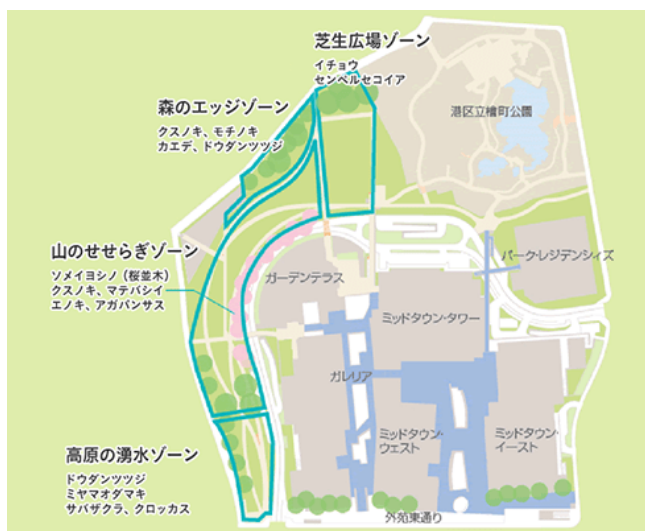 芝生広場ゾーン
イチョウ
センペルセコイア
森のエッジゾーン
クスノキ、モチノキ
カエデ、ドウダンツツジ
港区立檜町公園
山のせせらぎゾーン
ソメイヨシノ（桜並木）
クスノキ、マテバシイ
エノキ、アガパンサス
パーク・レジデンシィズ
ガーデンテラス
ミッドタウン・タワー
ガレリア
ミッドタウン・
ウェスト
ミッドタウン・
イースト
高原の湧水ゾーン
ドウダンツツジ
ミヤマオダマキ
サバザクラ、クロッカス
外苑東通り